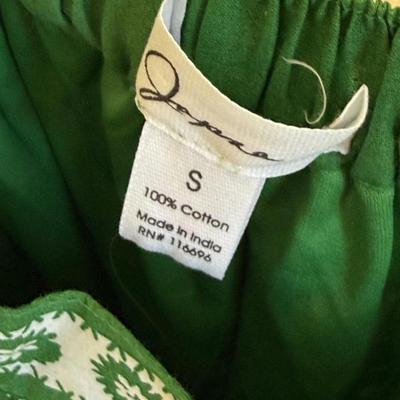 S
100% Cotton
Made in India
RN# 116696